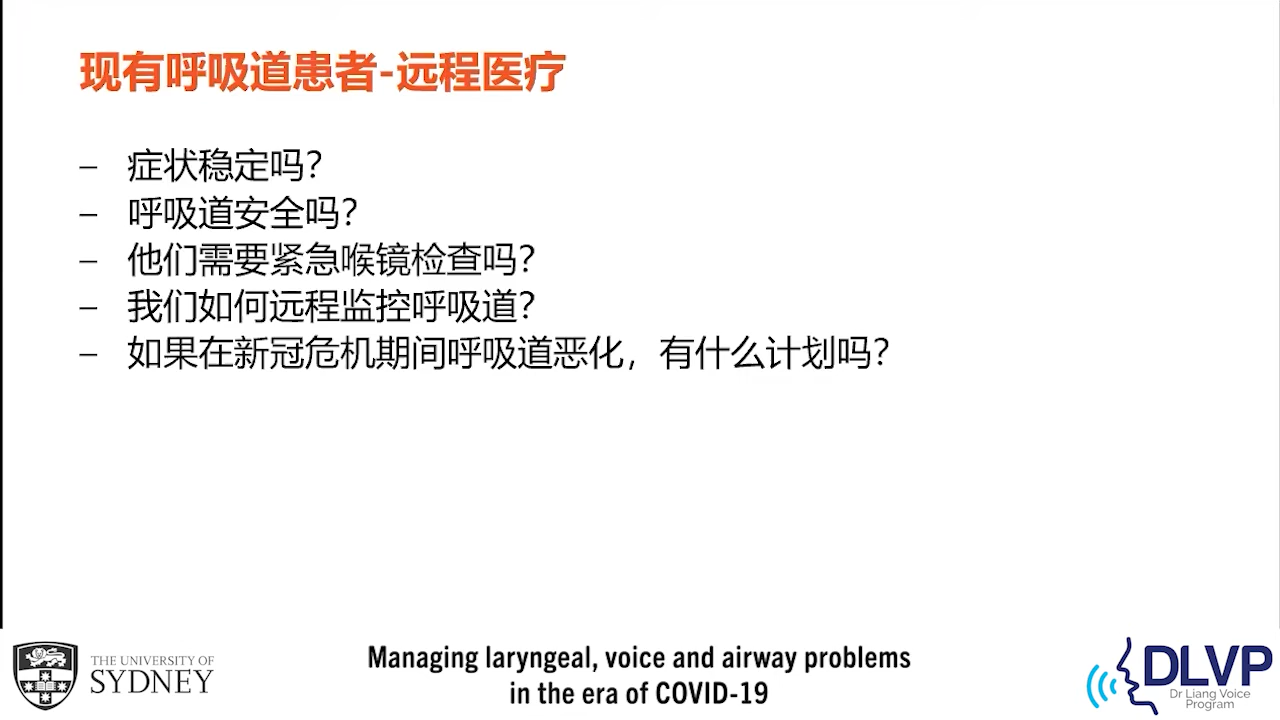 现有呼吸道患者-远程医疗
– 症状稳定吗？
– 呼吸道安全吗？
– 他们需要紧急喉镜检查吗？
– 我们如何远程监控呼吸道？
– 如果在新冠危机期间呼吸道恶化，有什么计划吗？
THE UNIVERSITY OF
SYDNEY
Managing laryngeal, voice and airway problems
in the era of COVID-19
DLVP
Dr Liang Voice
Program